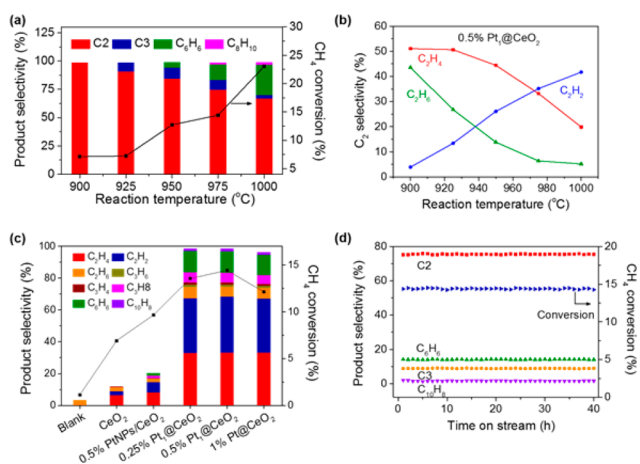 (a)
C2 C3 C₆H₆ C₈H₁₀
Product selectivity (%)
125
100
75
50
25
0
30
25
20
15
10
5
CH₄ conversion (%)
900 925 950 975 1000
Reaction temperature (°C)
(b)
0.5% Pt₁@CeO₂
C₂ selectivity (%)
60
50
40
30
20
10
0
C₂H₄
C₂H₆
C₂H₂
900 925 950 975 1000
Reaction temperature (°C)
(c)
C₂H₄ C₂H₂
C₂H₆ C₃H₆
C₃H₄ C₃H8
C₆H₆ C₁₀H₈
Product selectivity (%)
100
80
60
40
20
0
15
10
5
0
CH₄ conversion (%)
Blank
CeO₂
0.5% PtNPs/CeO₂
0.25% Pt₁@CeO₂
0.5% Pt₁@CeO₂
1% Pt@CeO₂
(d)
Product selectivity (%)
80
60
40
20
0
C2
Conversion
C₆H₆
C3
C₁₀H₈
20
15
10
5
0
CH₄ conversion (%)
0 10 20 30 40
Time on stream (h)